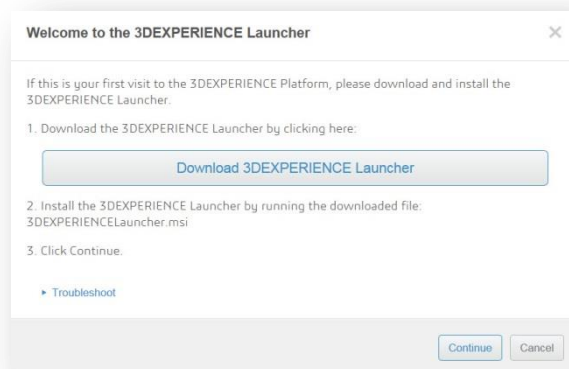 Welcome to the 3DEXPERIENCE Launcher
If this is your first visit to the 3DEXPERIENCE Platform, please download and install the
3DEXPERIENCE Launcher.
1. Download the 3DEXPERIENCE Launcher by clicking here:
Download 3DEXPERIENCE Launcher
2. Install the 3DEXPERIENCE Launcher by running the downloaded file:
3DEXPERIENCELauncher.msi
3. Click Continue.
Troubleshoot
Continue Cancel